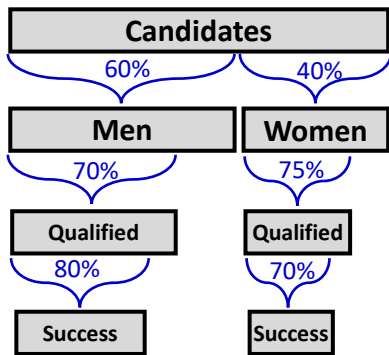 Candidates
60% 40%
Men Women
70% 75%
Qualified Qualified
80% 70%
Success Success